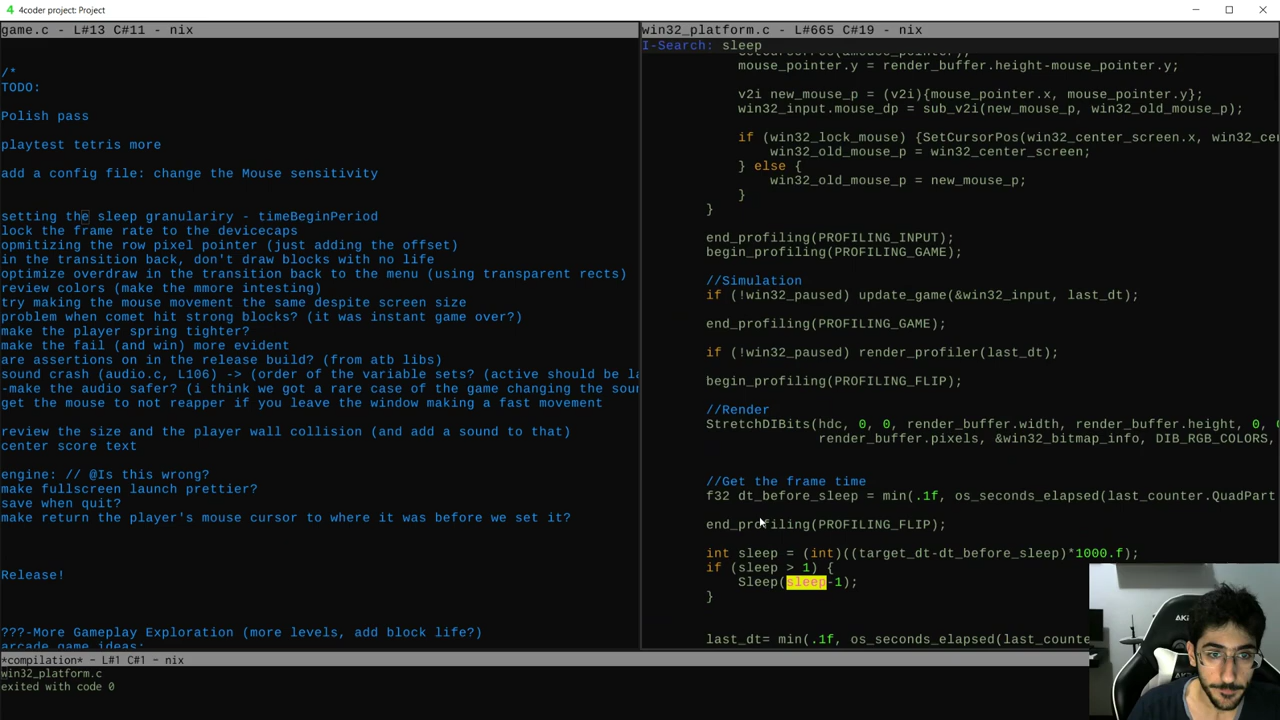 4coder project: Project
game.c - L#13 C#11 - nix
/*
TODO:
Polish pass
playtest tetris more
add a config file: change the Mouse sensitivity
setting the sleep granulariry - timeBeginPeriod
lock the frame rate to the devicecaps
opmitizing the row pixel pointer (just adding the offset)
in the transition back, don't draw blocks with no life
optimize overdraw in the transition back to the menu (using transparent rects)
review colors (make the mmore intesting)
try making the mouse movement the same despite screen size
problem when comet hit strong blocks? (it was instant game over?)
make the player spring tighter?
make the fail (and win) more evident
are assertions on in the release build? (from atb libs)
sound crash (audio.c, L106) -> (order of the variable sets? (active should be la
-make the audio safer? (i think we got a rare case of the game changing the soun
get the mouse to not reapper if you leave the window making a fast movement
review the size and the player wall collision (and add a sound to that)
center score text
engine: // @Is this wrong?
make fullscreen launch prettier?
save when quit?
make return the player's mouse cursor to where it was before we set it?
Release!
???-More Gameplay Exploration (more levels, add block life?)
arcade game ideas:
win32_platform.c - L#665 C#19 - nix
I-Search: sleep
mouse_pointer.y = render_buffer.height-mouse_pointer.y;
v2i new_mouse_p = (v2i){mouse_pointer.x, mouse_pointer.y};
win32_input.mouse_dp = sub_v2i(new_mouse_p, win32_old_mouse_p);
if (win32_lock_mouse) {SetCursorPos(win32_center_screen.x, win32_ce
win32_old_mouse_p = win32_center_screen;
} else {
win32_old_mouse_p = new_mouse_p;
}
}
end_profiling(PROFILING_INPUT);
begin_profiling(PROFILING_GAME);
//Simulation
if (!win32_paused) update_game(&win32_input, last_dt);
end_profiling(PROFILING_GAME);
if (!win32_paused) render_profiler(last_dt);
begin_profiling(PROFILING_FLIP);
//Render
StretchDIBits(hdc, 0, 0, render_buffer.width, render_buffer.height, 0, 0
render_buffer.pixels, &win32_bitmap_info, DIB_RGB_COLORS,
//Get the frame time
f32 dt_before_sleep = min(.1f, os_seconds_elapsed(last_counter.QuadPart
end_profiling(PROFILING_FLIP);
int sleep = (int)((target_dt-dt_before_sleep)*1000.f);
if (sleep > 1) {
Sleep(sleep-1);
}
last_dt= min(.1f, os_seconds_elapsed(last_counte
*compilation* - L#1 C#1 - nix
win32_platform.c
exited with code 0